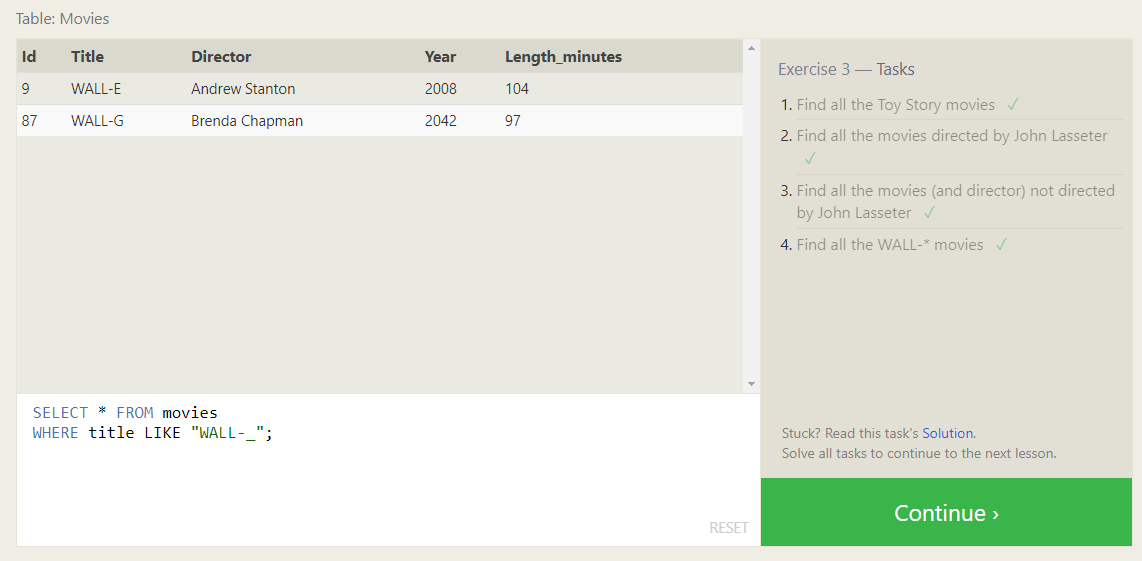 Table: Movies
Id Title Director Year Length_minutes
9 WALL-E Andrew Stanton 2008 104
87 WALL-G Brenda Chapman 2042 97
SELECT * FROM movies
WHERE title LIKE "WALL-_";
RESET
Exercise 3 — Tasks
1. Find all the Toy Story movies ✓
2. Find all the movies directed by John Lasseter
✓
3. Find all the movies (and director) not directed
by John Lasseter ✓
4. Find all the WALL-* movies ✓
Stuck? Read this task's Solution.
Solve all tasks to continue to the next lesson.
Continue ›